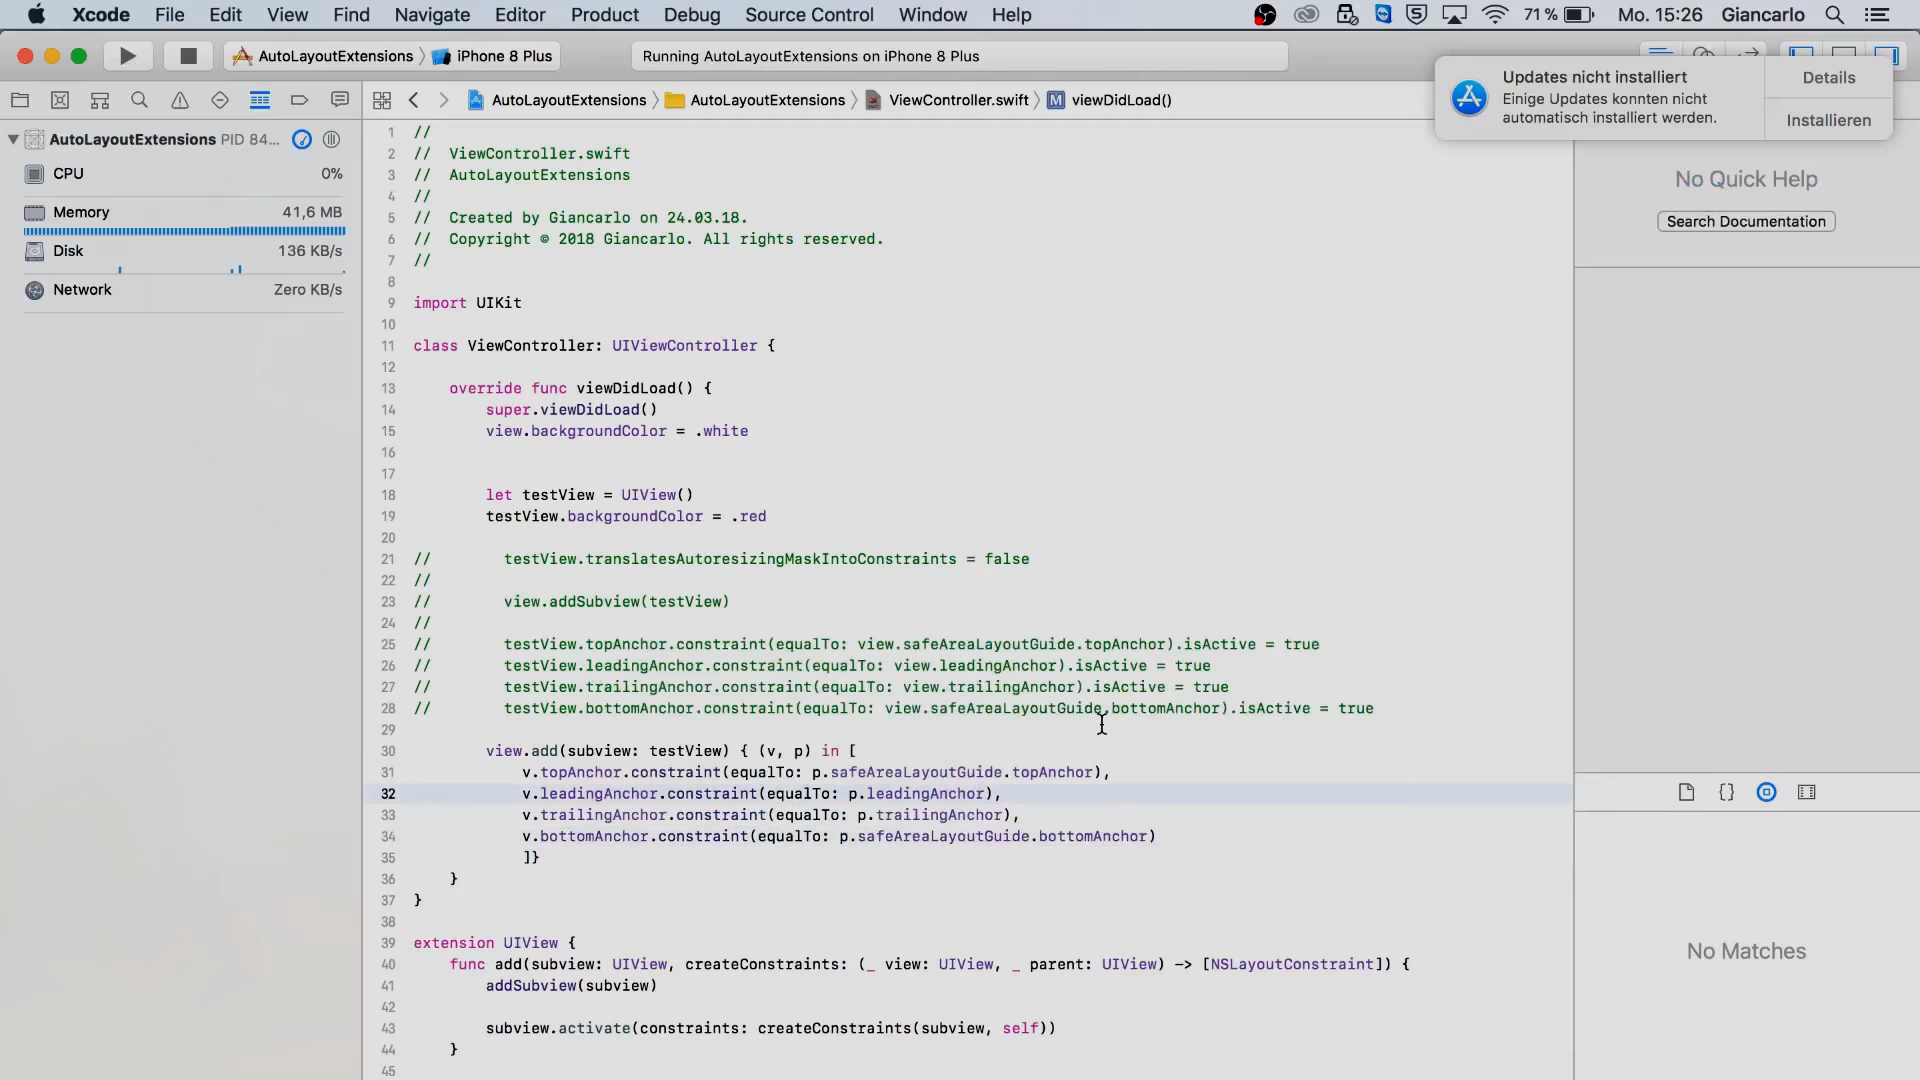 Xcode File Edit View Find Navigate Editor Product Debug Source Control Window Help 71 % Mo. 15:26 Giancarlo
AutoLayoutExtensions iPhone 8 Plus
Running AutoLayoutExtensions on iPhone 8 Plus
Updates nicht installiert
Einige Updates konnten nicht
automatisch installiert werden.
Details
Installieren
AutoLayoutExtensions AutoLayoutExtensions ViewController.swift M viewDidLoad()
AutoLayoutExtensions PID 84...
CPU 0%
Memory 41,6 MB
Disk 136 KB/s
Network Zero KB/s
1 //
2 // ViewController.swift
3 // AutoLayoutExtensions
4 //
5 // Created by Giancarlo on 24.03.18.
6 // Copyright © 2018 Giancarlo. All rights reserved.
7 //
8
9 import UIKit
10
11 class ViewController: UIViewController {
12
13 override func viewDidLoad() {
14 super.viewDidLoad()
15 view.backgroundColor = .white
16
17
18 let testView = UIView()
19 testView.backgroundColor = .red
20
21 // testView.translatesAutoresizingMaskIntoConstraints = false
22 //
23 // view.addSubview(testView)
24 //
25 // testView.topAnchor.constraint(equalTo: view.safeAreaLayoutGuide.topAnchor).isActive = true
26 // testView.leadingAnchor.constraint(equalTo: view.leadingAnchor).isActive = true
27 // testView.trailingAnchor.constraint(equalTo: view.trailingAnchor).isActive = true
28 // testView.bottomAnchor.constraint(equalTo: view.safeAreaLayoutGuide.bottomAnchor).isActive = true
29
30 view.add(subview: testView) { (v, p) in [
31 v.topAnchor.constraint(equalTo: p.safeAreaLayoutGuide.topAnchor),
32 v.leadingAnchor.constraint(equalTo: p.leadingAnchor),
33 v.trailingAnchor.constraint(equalTo: p.trailingAnchor),
34 v.bottomAnchor.constraint(equalTo: p.safeAreaLayoutGuide.bottomAnchor)
35 ]}
36 }
37 }
38
39 extension UIView {
40 func add(subview: UIView, createConstraints: (_ view: UIView, _ parent: UIView) -> [NSLayoutConstraint]) {
41 addSubview(subview)
42
43 subview.activate(constraints: createConstraints(subview, self))
44 }
45
No Quick Help
Search Documentation
{}
No Matches